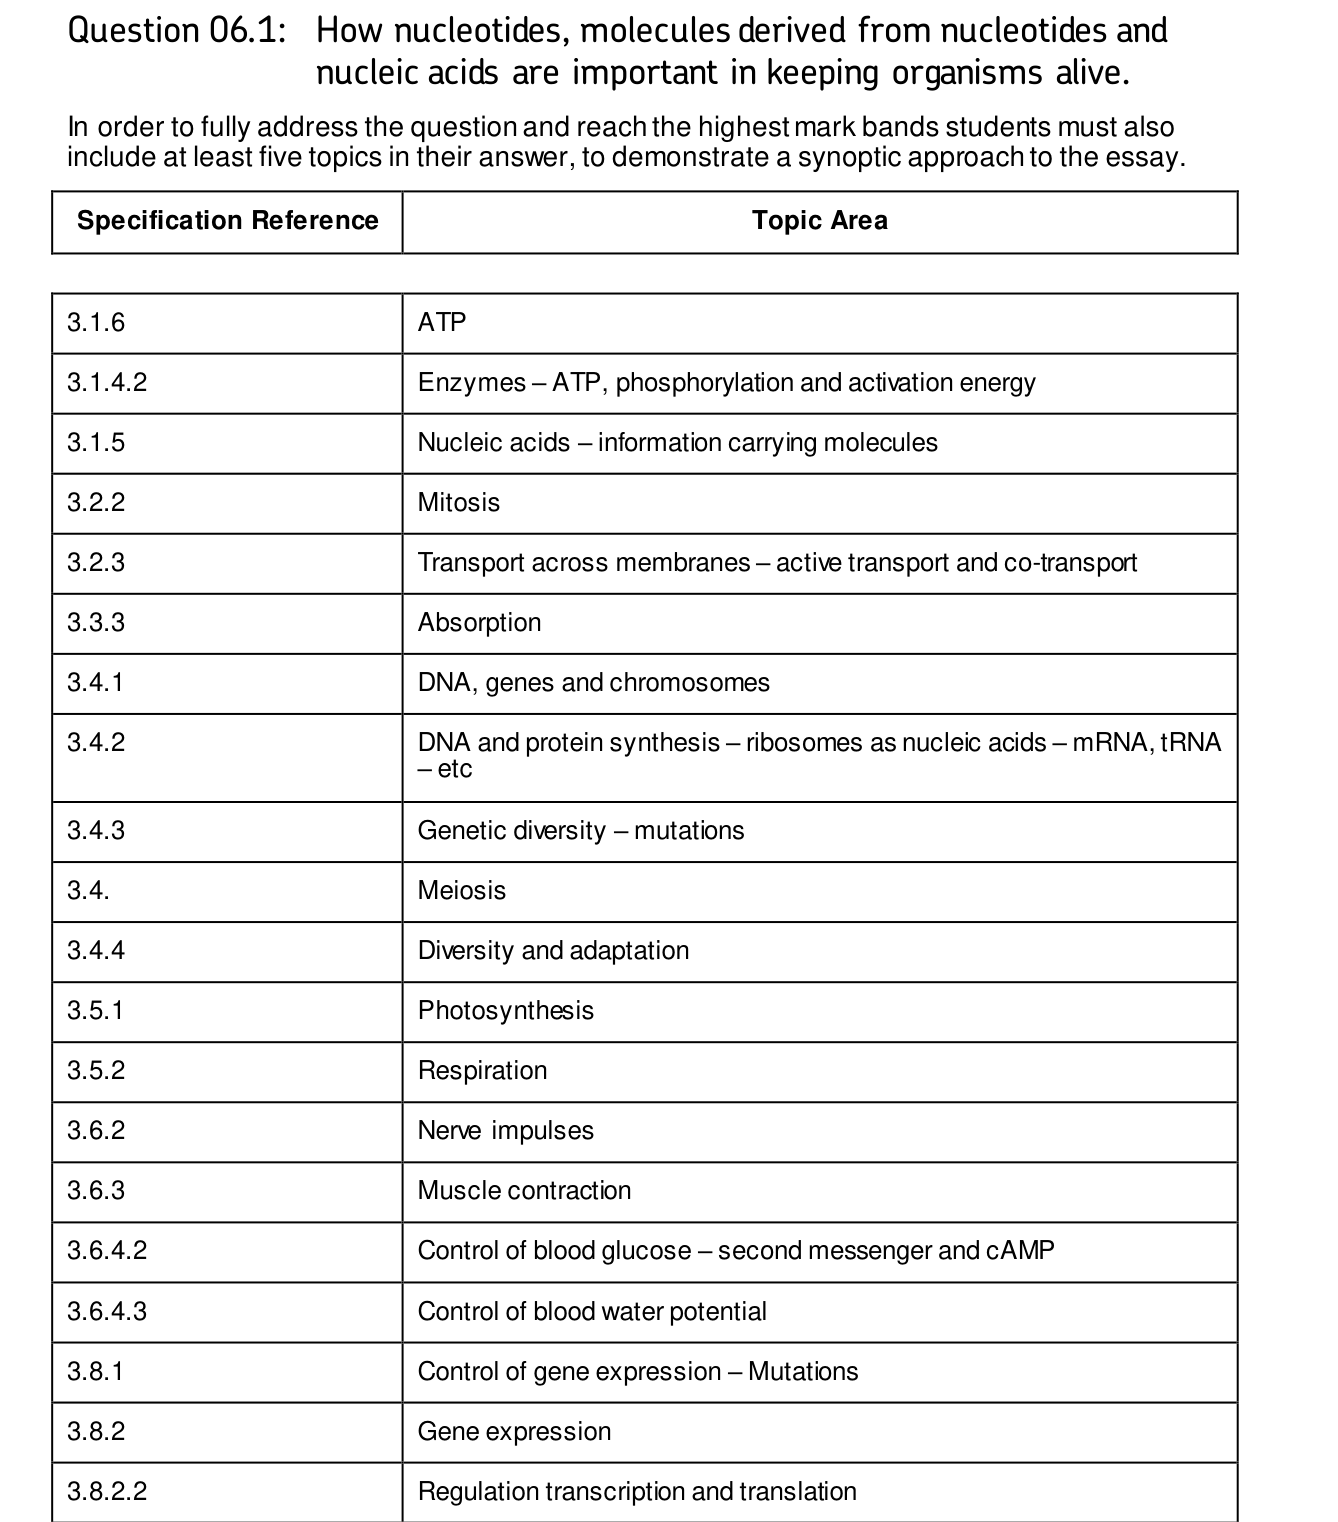 Question 06.1: How nucleotides, molecules derived from nucleotides and
nucleic acids are important in keeping organisms alive.
In order to fully address the question and reach the highest mark bands students must also
include at least five topics in their answer, to demonstrate a synoptic approach to the essay.
Specification Reference Topic Area
3.1.6 ATP
3.1.4.2 Enzymes – ATP, phosphorylation and activation energy
3.1.5 Nucleic acids – information carrying molecules
3.2.2 Mitosis
3.2.3 Transport across membranes – active transport and co-transport
3.3.3 Absorption
3.4.1 DNA, genes and chromosomes
3.4.2 DNA and protein synthesis – ribosomes as nucleic acids – mRNA, tRNA
– etc
3.4.3 Genetic diversity – mutations
3.4. Meiosis
3.4.4 Diversity and adaptation
3.5.1 Photosynthesis
3.5.2 Respiration
3.6.2 Nerve impulses
3.6.3 Muscle contraction
3.6.4.2 Control of blood glucose – second messenger and cAMP
3.6.4.3 Control of blood water potential
3.8.1 Control of gene expression – Mutations
3.8.2 Gene expression
3.8.2.2 Regulation transcription and translation